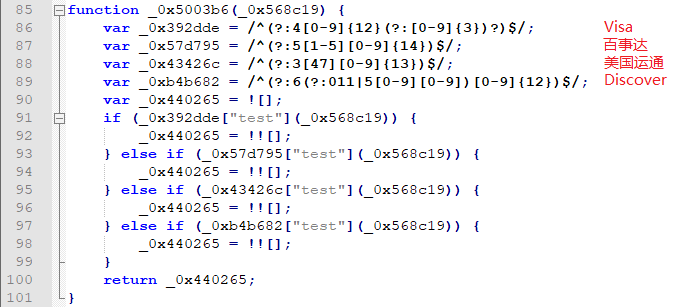 85 function _0x5003b6(_0x568c19) {
86 var _0x392dde = /^(?:4[0-9]{12}(?:[0-9]{3})?)$/; Visa
87 var _0x57d795 = /^(?:5[1-5][0-9]{14})$/; 百事达
88 var _0x43426c = /^(?:3[47][0-9]{13})$/; 美国运通
89 var _0xb4b682 = /^(?:6(?:011|5[0-9][0-9])[0-9]{12})$/; Discover
90 var _0x440265 = ![];
91 if (_0x392dde["test"](_0x568c19)) {
92 _0x440265 = !![];
93 } else if (_0x57d795["test"](_0x568c19)) {
94 _0x440265 = !![];
95 } else if (_0x43426c["test"](_0x568c19)) {
96 _0x440265 = !![];
97 } else if (_0xb4b682["test"](_0x568c19)) {
98 _0x440265 = !![];
99 }
100 return _0x440265;
101 }